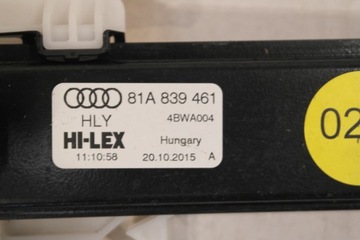 81A 839 461
HLY 4BWA004
HI-LEX Hungary
11:10:58 20.10.2015 A
02